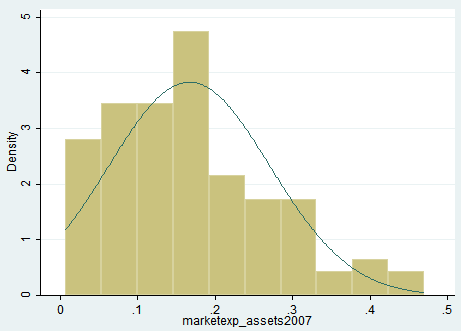 5
4
3
2
1
0
Density
0 .1 .2 .3 .4 .5
marketexp_assets2007